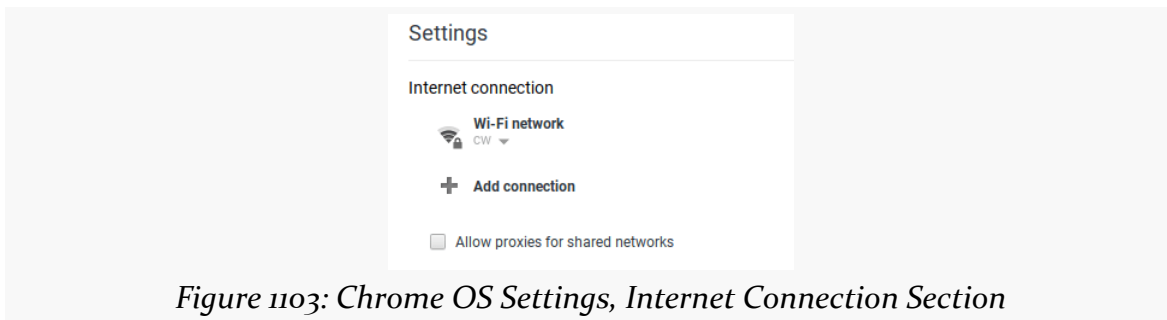 Settings
Internet connection
Wi-Fi network
CW
Add connection
Allow proxies for shared networks
Figure 1103: Chrome OS Settings, Internet Connection Section